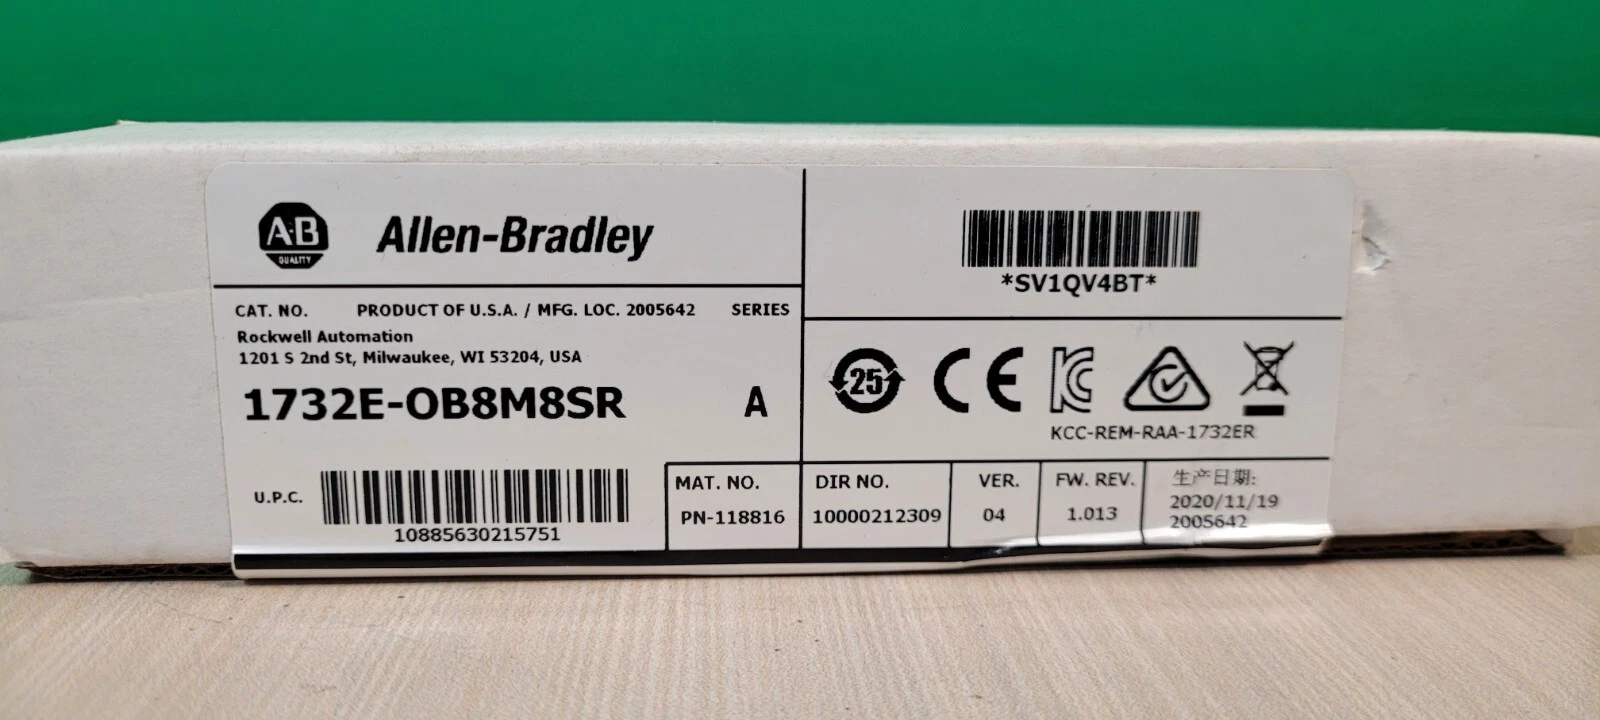 A·B
QUALITY
Allen-Bradley
*SV1QV4BT*
CAT. NO. PRODUCT OF U.S.A. / MFG. LOC. 2005642 SERIES
Rockwell Automation
1201 S 2nd St, Milwaukee, WI 53204, USA
1732E-OB8M8SR A
25
CE
KC
KCC-REM-RAA-1732ER
U.P.C.
10885630215751
MAT. NO.
PN-118816
DIR NO.
10000212309
VER.
04
FW. REV.
1.013
生产日期:
2020/11/19
2005642